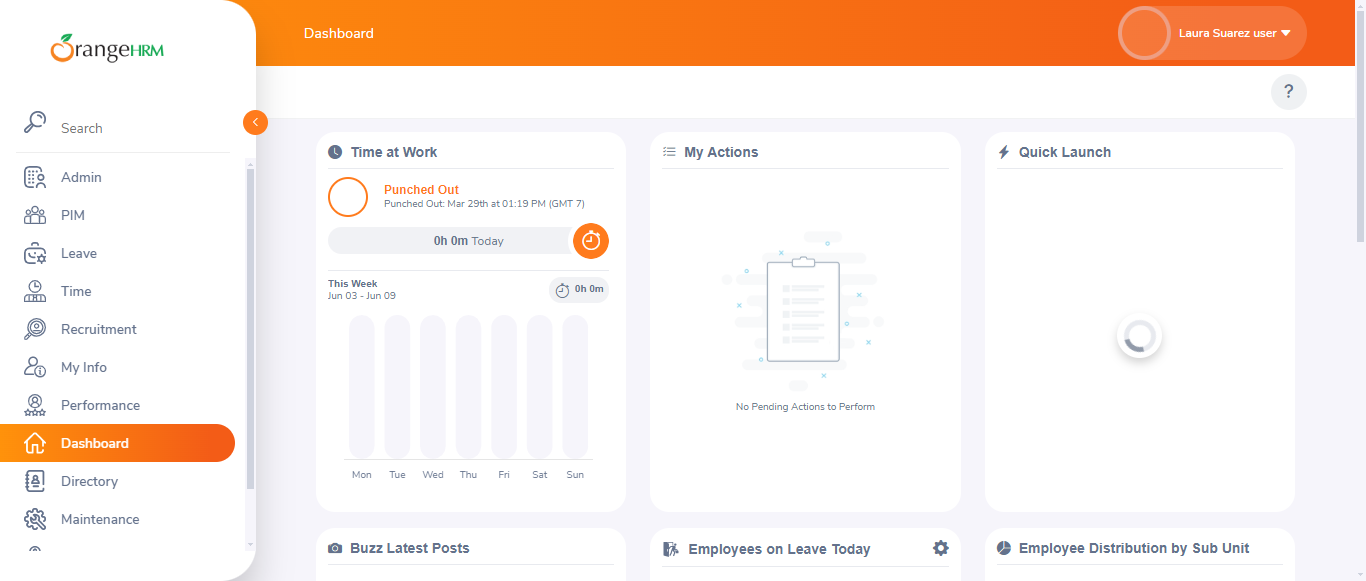 OrangeHRM
Dashboard
Laura Suarez user
?
Search
Admin
PIM
Leave
Time
Recruitment
My Info
Performance
Dashboard
Directory
Maintenance
Time at Work
Punched Out
Punched Out: Mar 29th at 01:19 PM (GMT 7)
0h 0m Today
This Week
Jun 03 - Jun 09
0h 0m
Mon Tue Wed Thu Fri Sat Sun
My Actions
No Pending Actions to Perform
Quick Launch
Buzz Latest Posts
Employees on Leave Today
Employee Distribution by Sub Unit